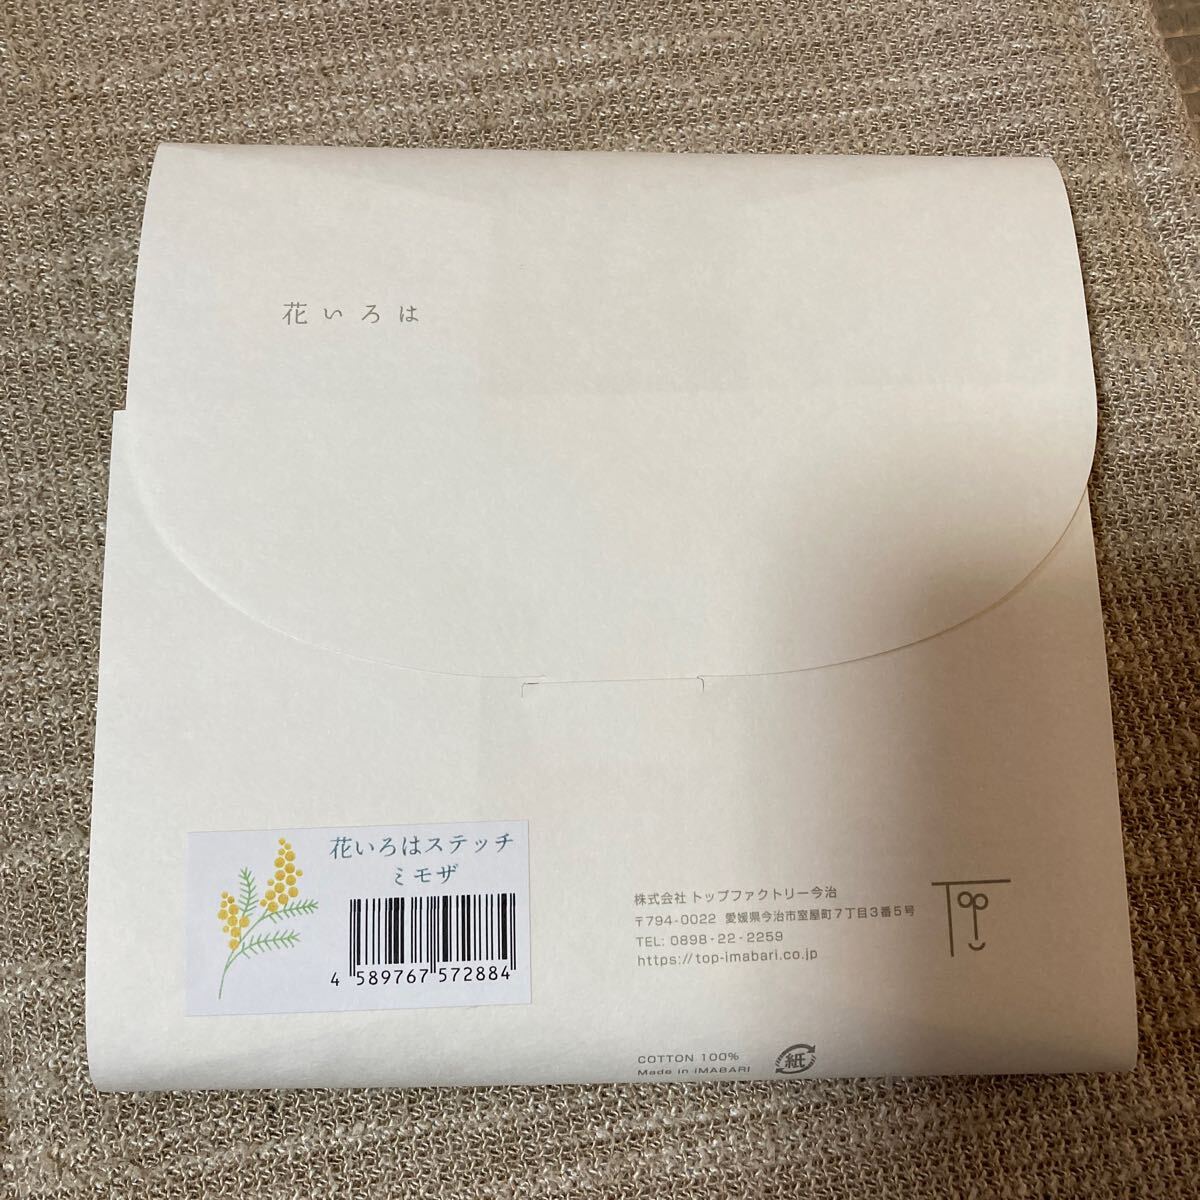 花いろは
花いろはステッチ
ミモザ
4 589767 572884
株式会社 トップファクトリー今治
〒794-0022 愛媛県今治市室屋町7丁目3番5号
TEL: 0898-22-2259
https://top-imabari.co.jp
Top
COTTON 100%
Made in IMABARI
紙